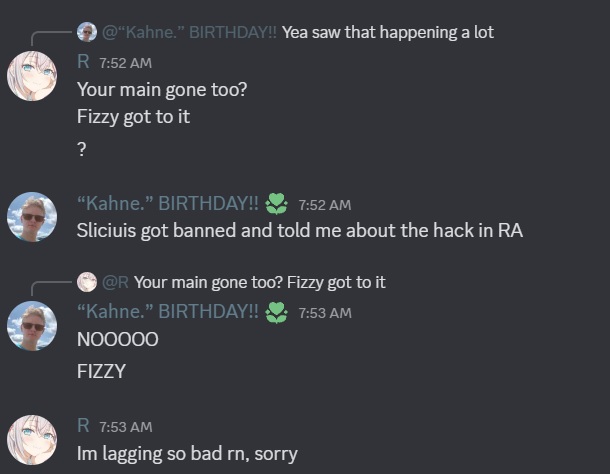 @“Kahne.” BIRTHDAY!! Yea saw that happening a lot
R 7:52 AM
Your main gone too?
Fizzy got to it
?
“Kahne.” BIRTHDAY!! 7:52 AM
Sliciuis got banned and told me about the hack in RA
@R Your main gone too? Fizzy got to it
“Kahne.” BIRTHDAY!! 7:53 AM
NOOOOO
FIZZY
R 7:53 AM
Im lagging so bad rn, sorry